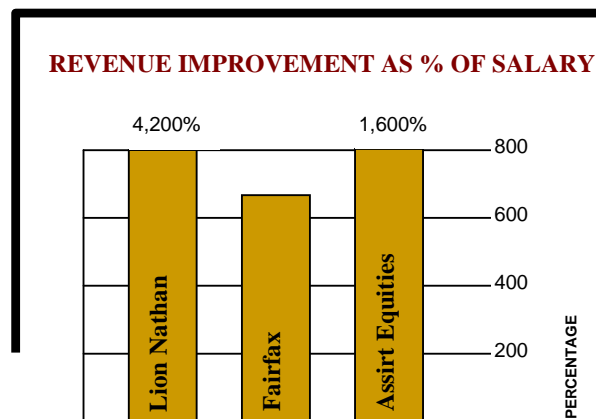 REVENUE IMPROVEMENT AS % OF SALARY
4,200%
1,600%
800
600
400
200
PERCENTAGE
Lion Nathan
Fairfax
Assirt Equities